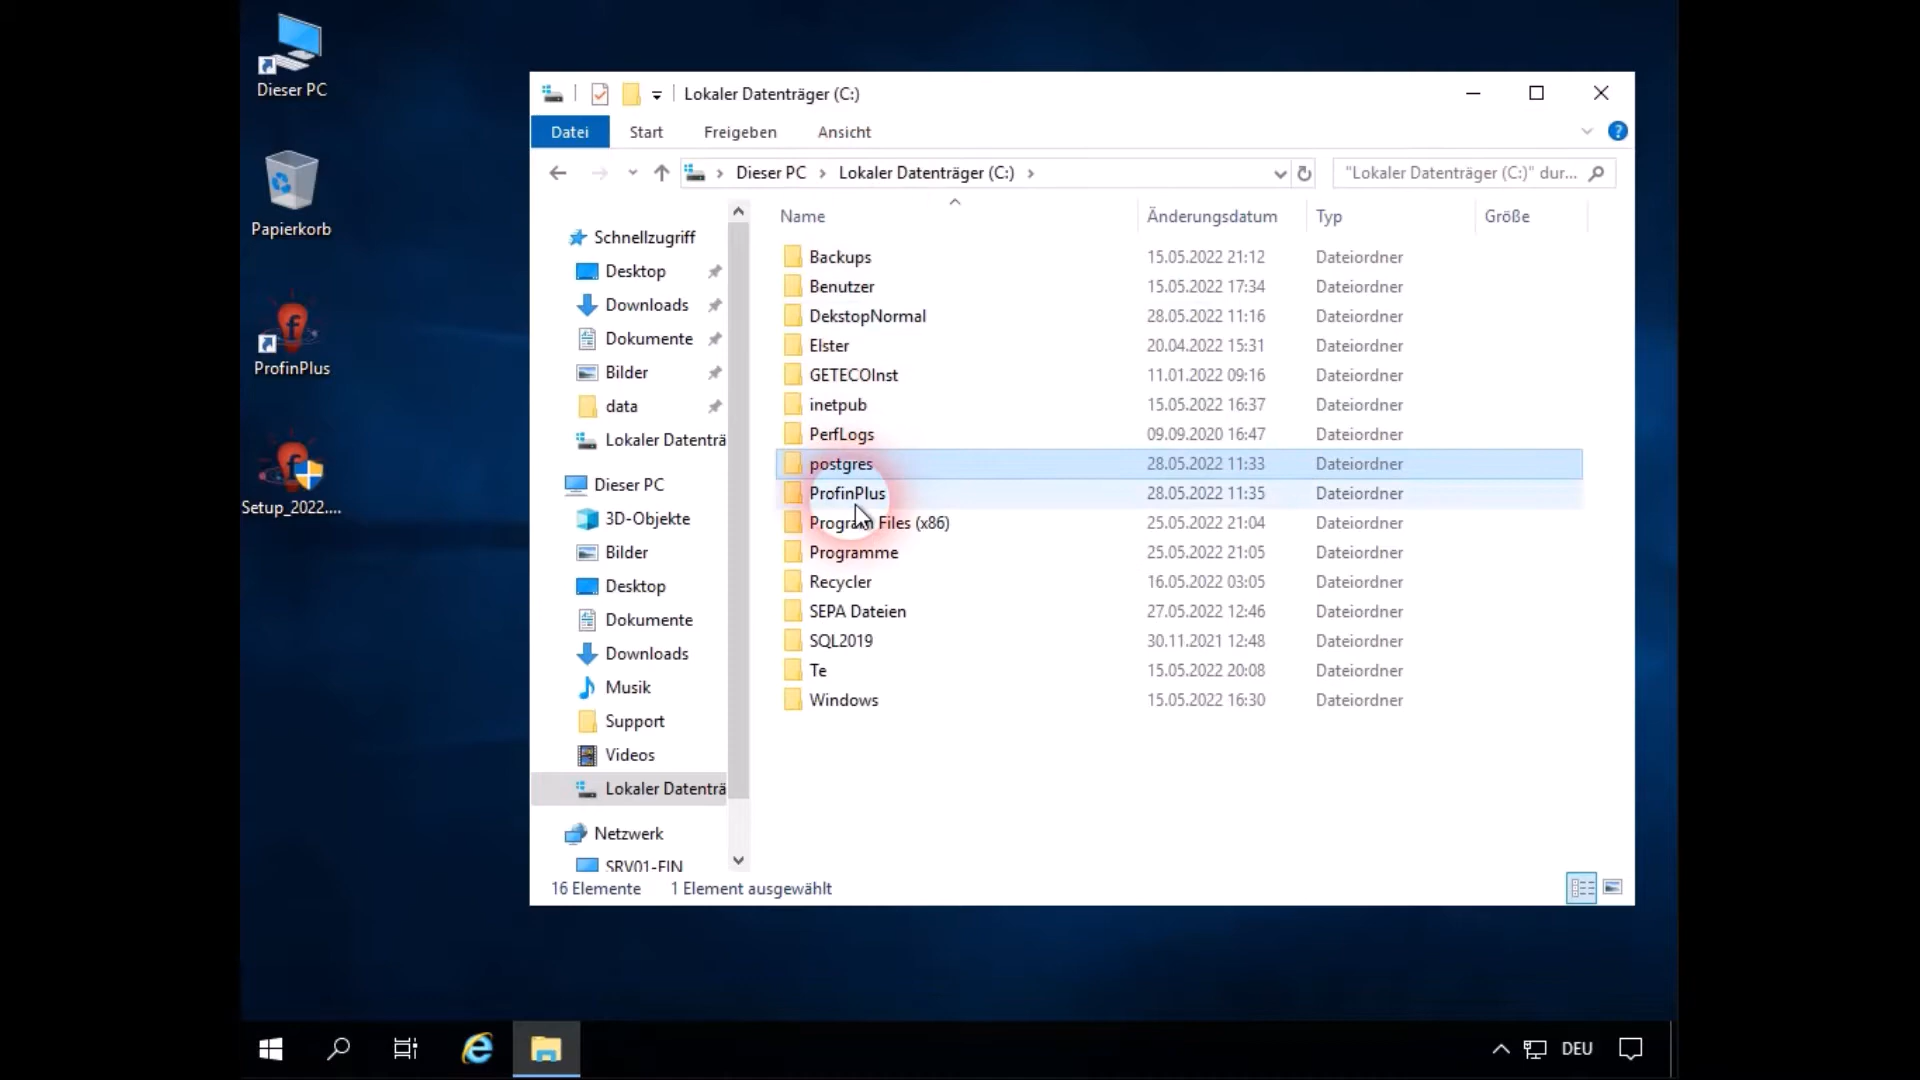 Dieser PC
Papierkorb
ProfinPlus
Setup_2022....
Lokaler Datenträger (C:)
Datei Start Freigeben Ansicht
Dieser PC Lokaler Datenträger (C:)
"Lokaler Datenträger (C:)" dur...
Schnellzugriff
Desktop
Downloads
Dokumente
Bilder
data
Lokaler Datenträ
Dieser PC
3D-Objekte
Bilder
Desktop
Dokumente
Downloads
Musik
Support
Videos
Lokaler Datenträ
Netzwerk
SRV01-FIN
Name Änderungsdatum Typ Größe
Backups 15.05.2022 21:12 Dateiordner
Benutzer 15.05.2022 17:34 Dateiordner
DekstopNormal 28.05.2022 11:16 Dateiordner
Elster 20.04.2022 15:31 Dateiordner
GETECOInst 11.01.2022 09:16 Dateiordner
inetpub 15.05.2022 16:37 Dateiordner
PerfLogs 09.09.2020 16:47 Dateiordner
postgres 28.05.2022 11:33 Dateiordner
ProfinPlus 28.05.2022 11:35 Dateiordner
Program Files (x86) 25.05.2022 21:04 Dateiordner
Programme 25.05.2022 21:05 Dateiordner
Recycler 16.05.2022 03:05 Dateiordner
SEPA Dateien 27.05.2022 12:46 Dateiordner
SQL2019 30.11.2021 12:48 Dateiordner
Te 15.05.2022 20:08 Dateiordner
Windows 15.05.2022 16:30 Dateiordner
16 Elemente 1 Element ausgewählt
DEU